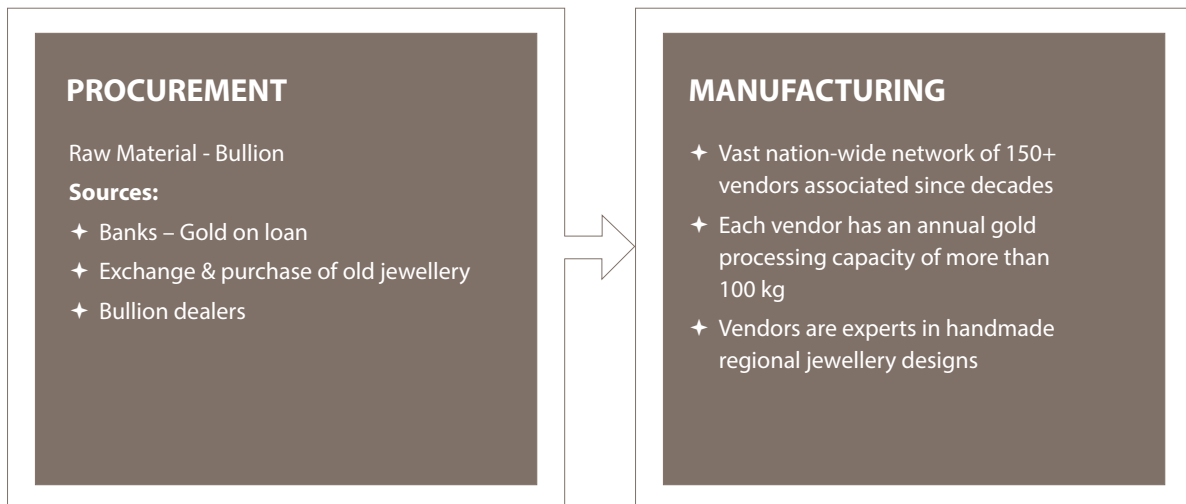 PROCUREMENT
Raw Material - Bullion
Sources:
Banks – Gold on loan
Exchange & purchase of old jewellery
Bullion dealers
MANUFACTURING
Vast nation-wide network of 150+
vendors associated since decades
Each vendor has an annual gold
processing capacity of more than
100 kg
Vendors are experts in handmade
regional jewellery designs